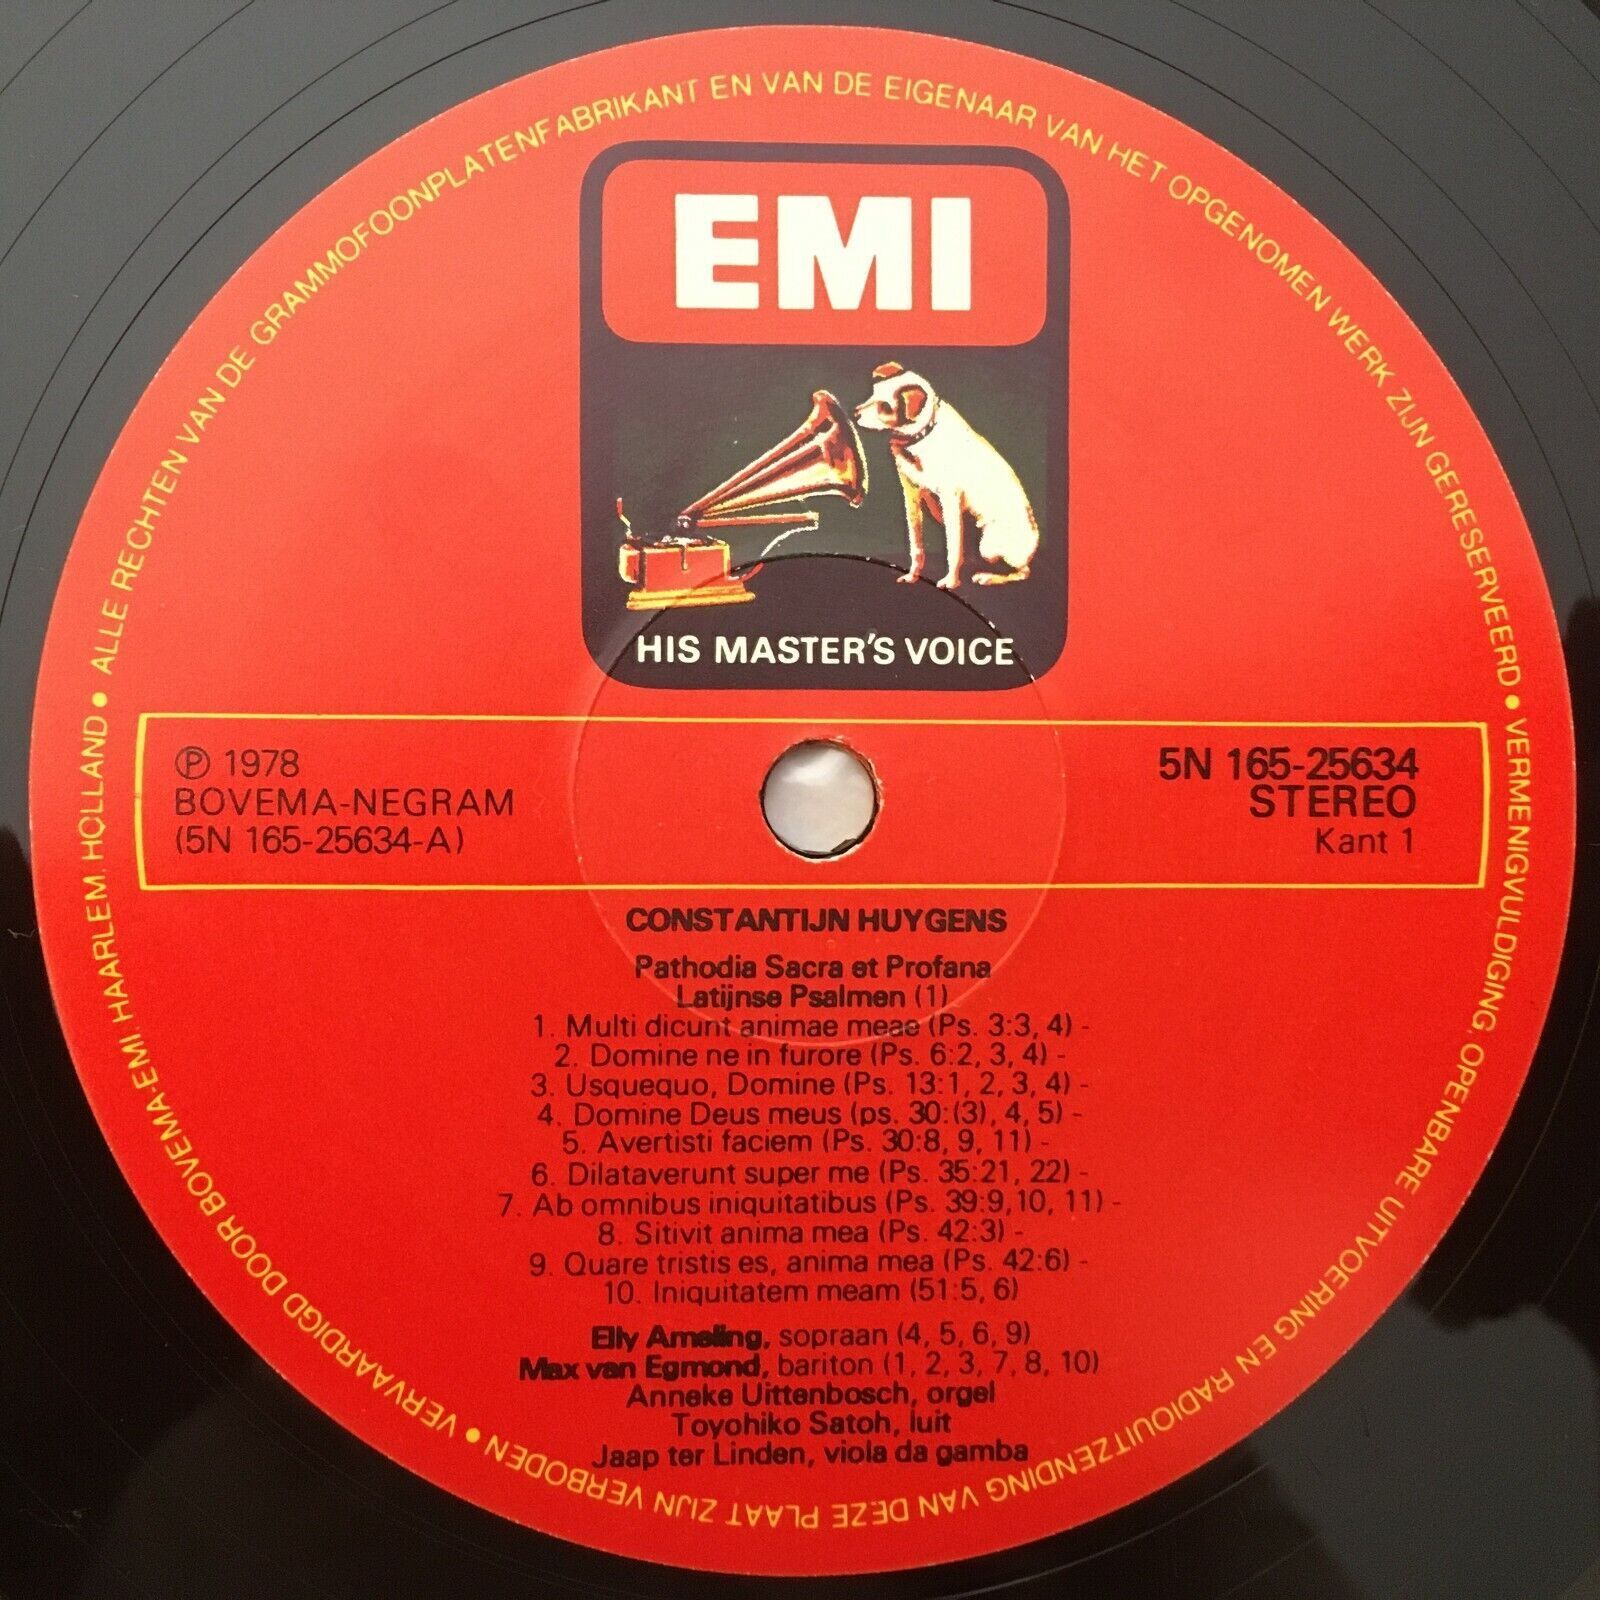 EMI
HIS MASTER'S VOICE
ALLE RECHTEN VAN DE GRAMMOFOONPLATENFABRIKANT EN VAN DE EIGENAAR VAN HET OPGENOMEN WERK ZIJN GERESERVEERD • VERMENIGVULDIGING, OPENBARE UITVOERING EN RADIOUITZENDING VAN DEZE PLAAT ZIJN VERBODEN • VERVAARDIGD DOOR BOVEMA-EMI, HAARLEM, HOLLAND •
℗ 1978
BOVEMA-NEGRAM
(5N 165-25634-A)
5N 165-25634
STEREO
Kant 1
CONSTANTIJN HUYGENS
Pathodia Sacra et Profana
Latijnse Psalmen (1)
1. Multi dicunt animae meae (Ps. 3:3, 4) -
2. Domine ne in furore (Ps. 6:2, 3, 4) -
3. Usquequo, Domine (Ps. 13:1, 2, 3, 4) -
4. Domine Deus meus (ps. 30:(3), 4, 5) -
5. Avertisti faciem (Ps. 30:8, 9, 11) -
6. Dilataverunt super me (Ps. 35:21, 22) -
7. Ab omnibus iniquitatibus (Ps. 39:9,10, 11) -
8. Sitivit anima mea (Ps. 42:3) -
9. Quare tristis es, anima mea (Ps. 42:6) -
10. Iniquitatem meam (51:5, 6)
Elly Ameling, sopraan (4, 5, 6, 9)
Max van Egmond, bariton (1, 2, 3, 7, 8, 10)
Anneke Uittenbosch, orgel
Toyohiko Satoh, luit
Jaap ter Linden, viola da gamba